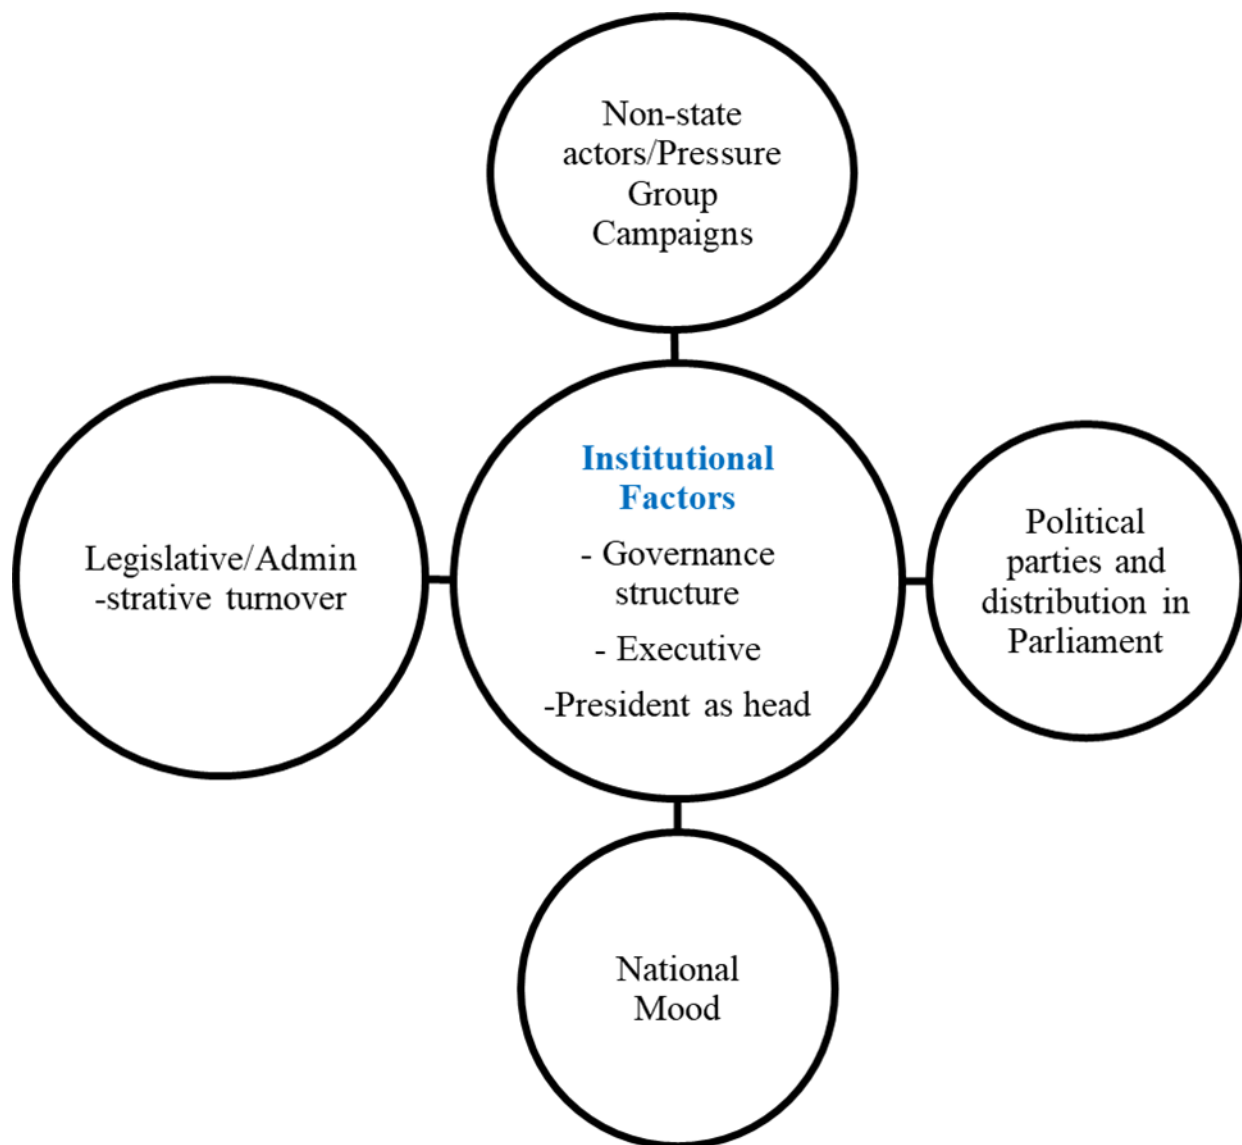 Non-state
actors/Pressure
Group
Campaigns
Legislative/Admin
-strative turnover
Institutional
Factors
- Governance
structure
- Executive
-President as head
Political
parties and
distribution in
Parliament
National
Mood